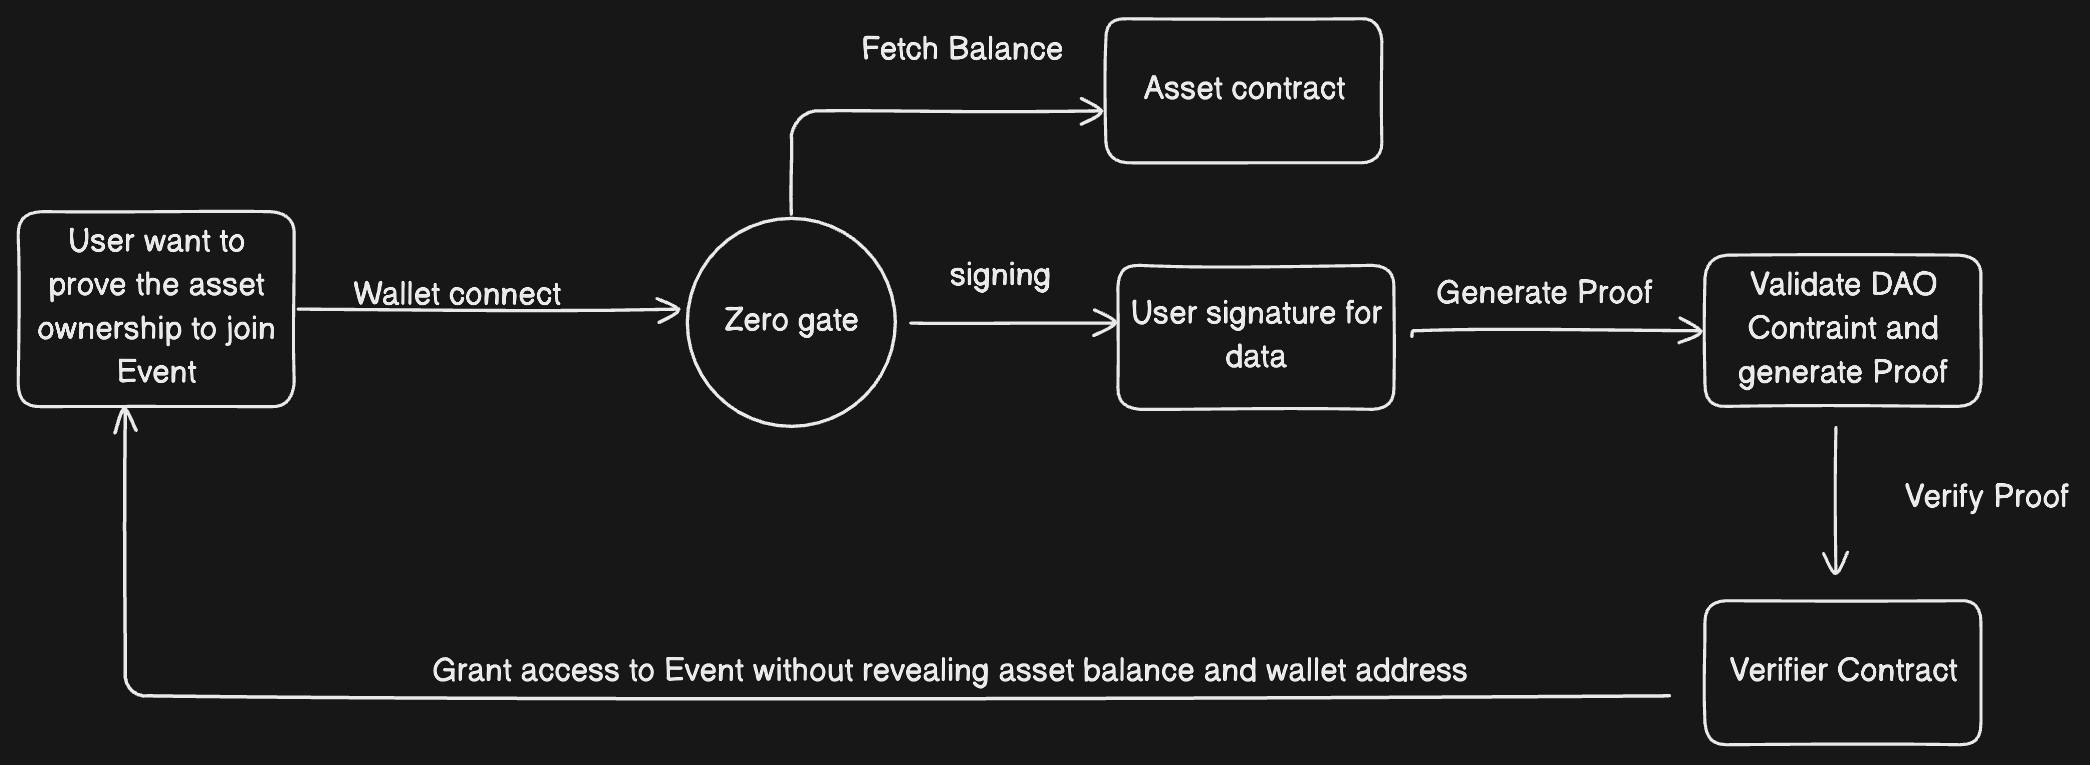 Fetch Balance
Asset contract
User want to
prove the asset
ownership to join
Event
Wallet connect
Zero gate
signing
User signature for
data
Generate Proof
Validate DAO
Contraint and
generate Proof
Verify Proof
Grant access to Event without revealing asset balance and wallet address
Verifier Contract